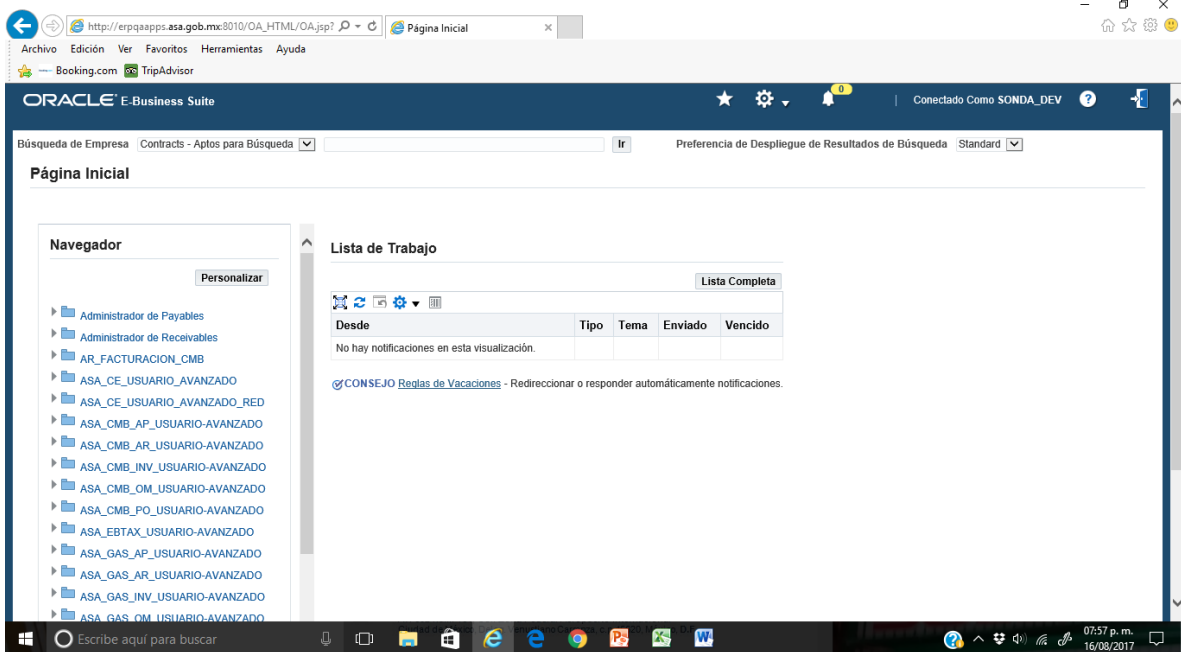 http://erpqaapps.asa.gob.mx:8010/OA_HTML/OA.jsp?
Página Inicial
Archivo Edición Ver Favoritos Herramientas Ayuda
Booking.com TripAdvisor
ORACLE E-Business Suite
0
Conectado Como SONDA_DEV
Búsqueda de Empresa Contracts - Aptos para Búsqueda Ir Preferencia de Despliegue de Resultados de Búsqueda Standard
Página Inicial
Navegador
Personalizar
Administrador de Payables
Administrador de Receivables
AR_FACTURACION_CMB
ASA_CE_USUARIO_AVANZADO
ASA_CE_USUARIO_AVANZADO_RED
ASA_CMB_AP_USUARIO-AVANZADO
ASA_CMB_AR_USUARIO-AVANZADO
ASA_CMB_INV_USUARIO-AVANZADO
ASA_CMB_OM_USUARIO-AVANZADO
ASA_CMB_PO_USUARIO-AVANZADO
ASA_EBTAX_USUARIO-AVANZADO
ASA_GAS_AP_USUARIO-AVANZADO
ASA_GAS_AR_USUARIO-AVANZADO
ASA_GAS_INV_USUARIO-AVANZADO
ASA_GAS_OM_USUARIO-AVANZADO
Lista de Trabajo
Lista Completa
Desde Tipo Tema Enviado Vencido
No hay notificaciones en esta visualización.
CONSEJO Reglas de Vacaciones - Redireccionar o responder automáticamente notificaciones.
Escribe aquí para buscar
07:57 p. m.
16/08/2017